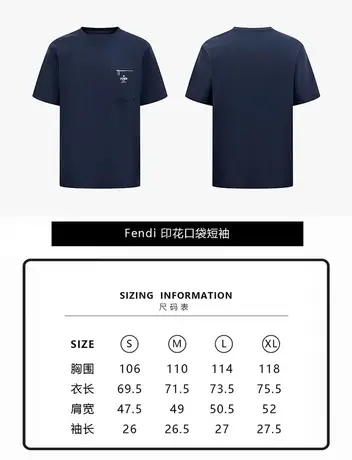 Fendi 印花口袋短袖
SIZING INFORMATION
尺码表
SIZE S M L XL
胸围 106 110 114 118
衣长 69.5 71.5 73.5 75.5
肩宽 47.5 49 50.5 52
袖长 26 26.5 27 27.5